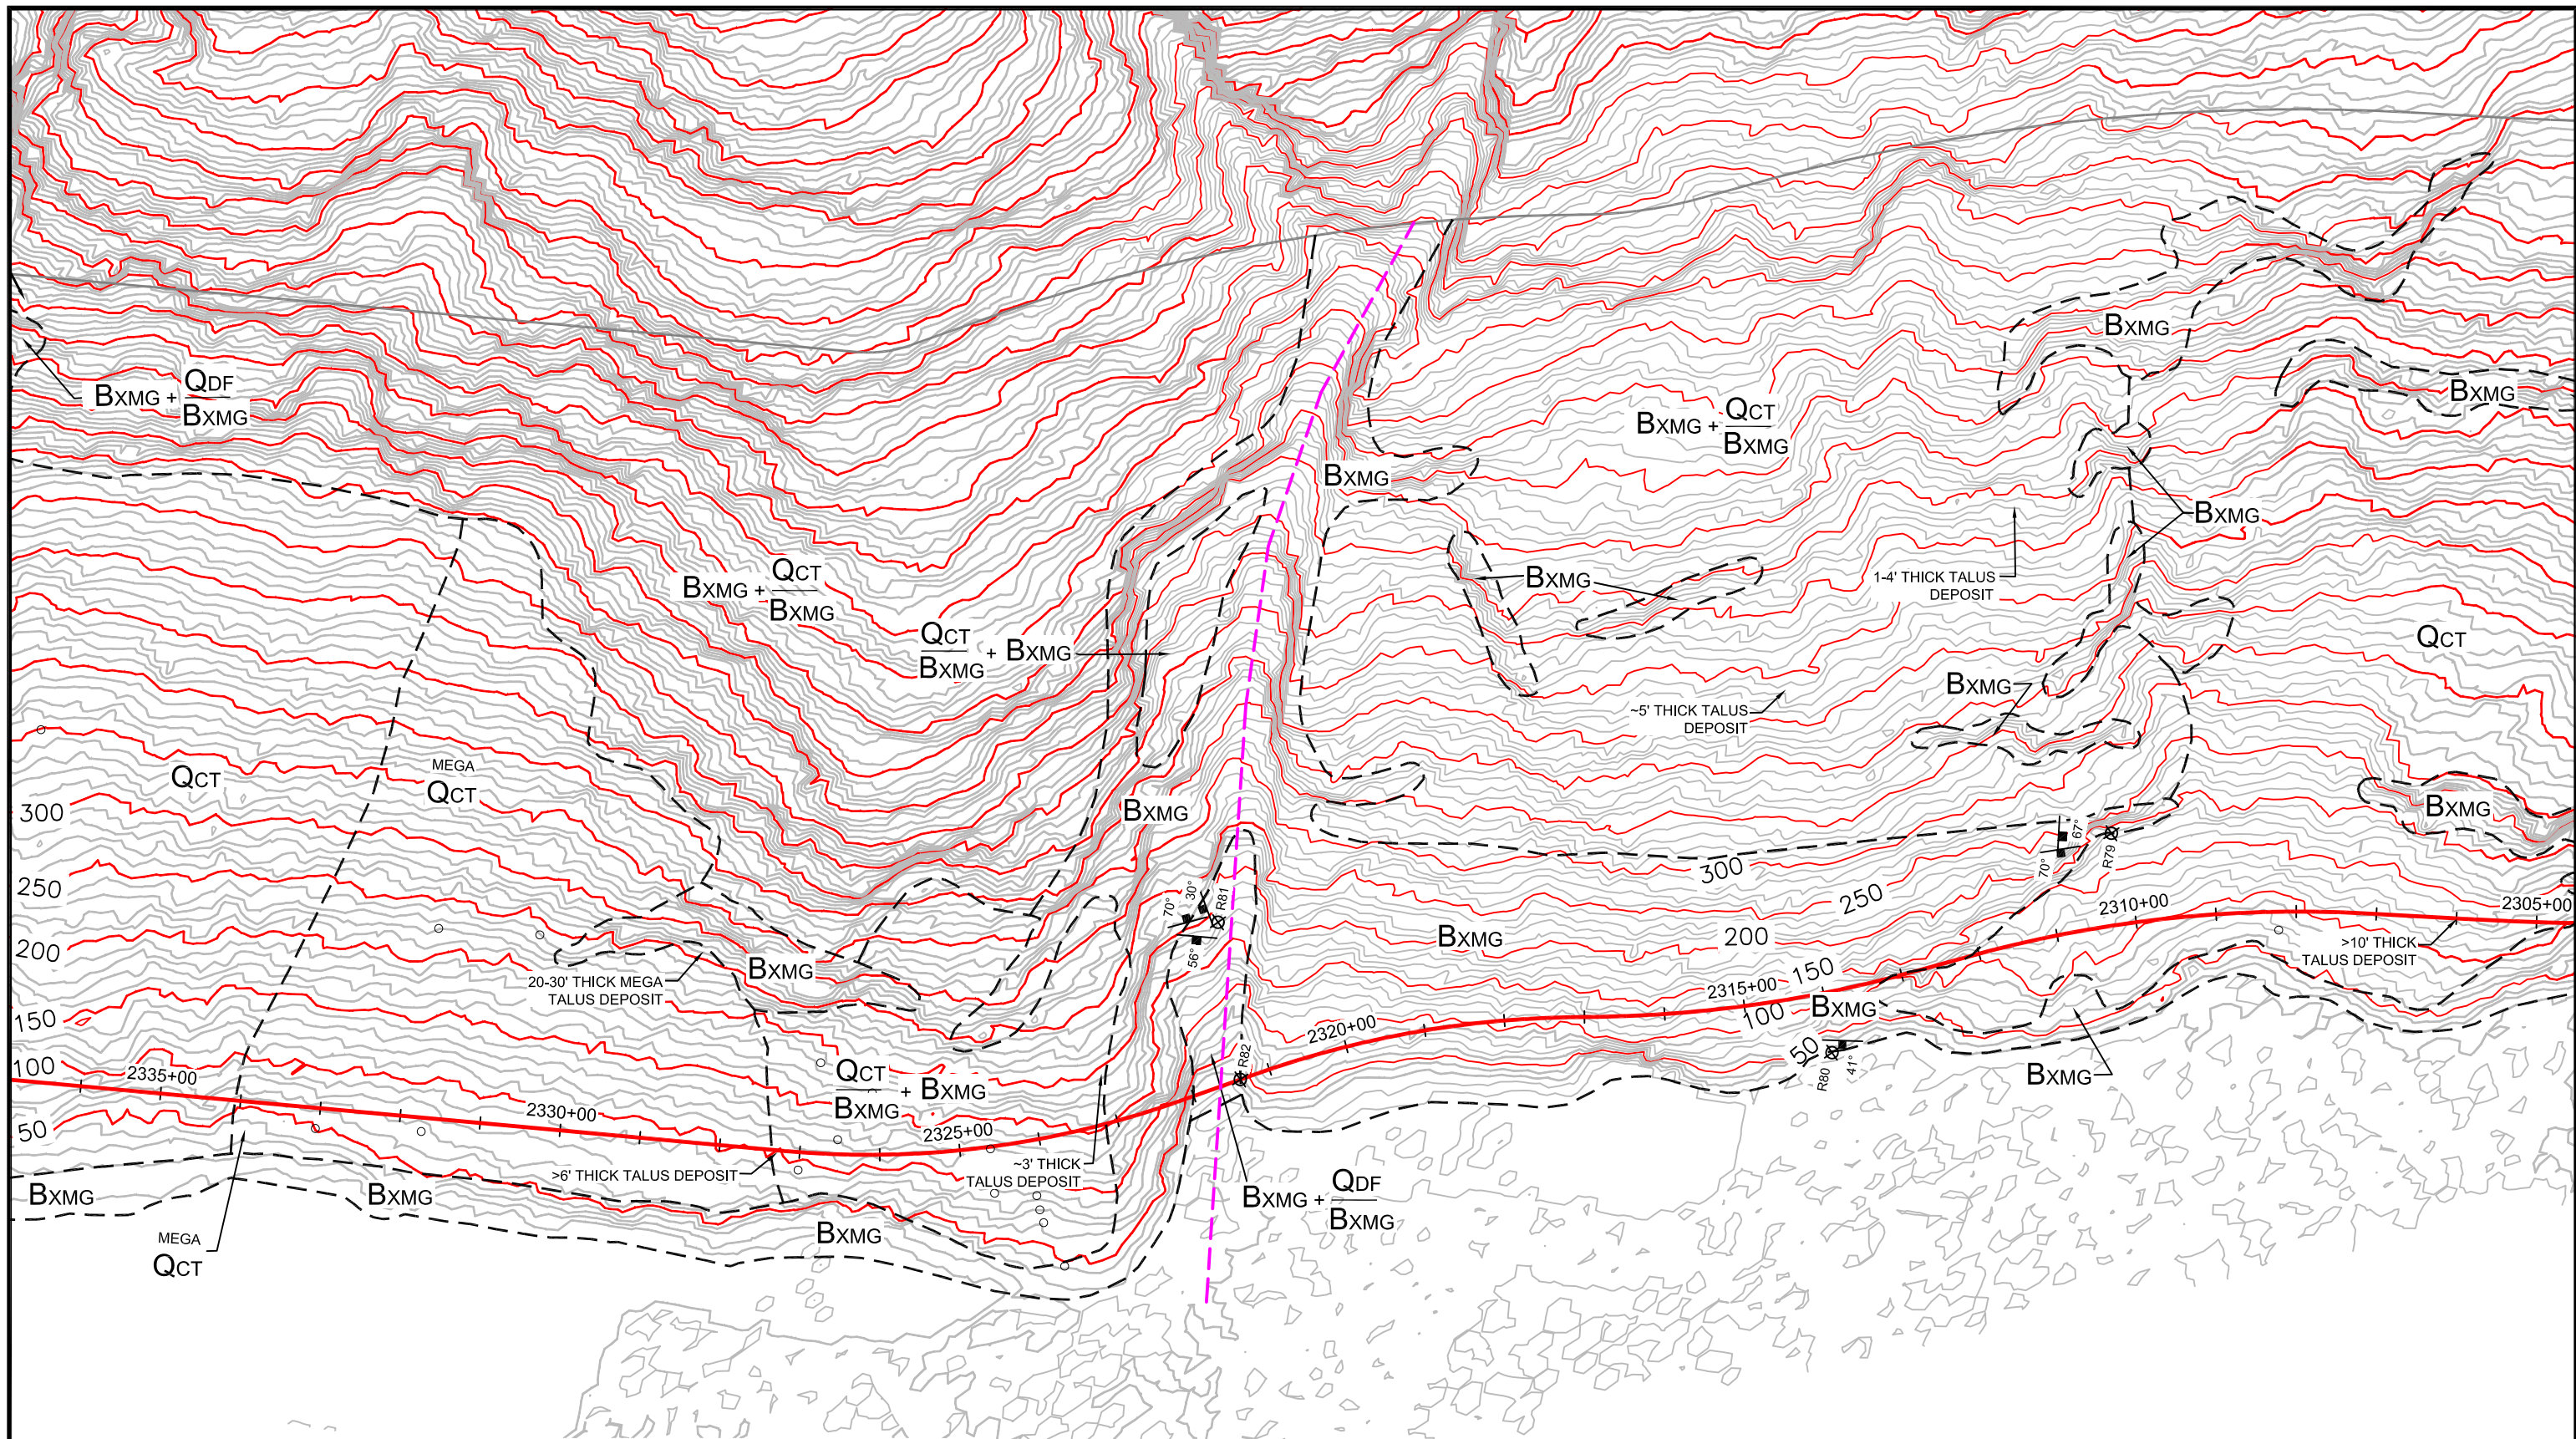 BXMG
BXMG + QDF
BXMG
BXMG
BXMG + QCT
BXMG
BXMG
BXMG
BXMG + QCT
BXMG
BXMG
1-4' THICK TALUS
DEPOSIT
QCT
BXMG + BXMG
QCT
BXMG
~5' THICK TALUS
DEPOSIT
MEGA
QCT
QCT
300
BXMG
BXMG
67°
70°
R79
300
250
30°
70°
R81
56°
250
2310+00
2305+00
200
BXMG
200
>10' THICK
TALUS DEPOSIT
BXMG
20-30' THICK MEGA
TALUS DEPOSIT
150
2315+00
BXMG
100
150
2320+00
50
R80
41°
R82
100
2335+00
QCT
BXMG + BXMG
BXMG
2330+00
2325+00
50
>6' THICK TALUS DEPOSIT
~3' THICK
TALUS DEPOSIT
BXMG
BXMG
BXMG + QDF
BXMG
BXMG
MEGA
QCT